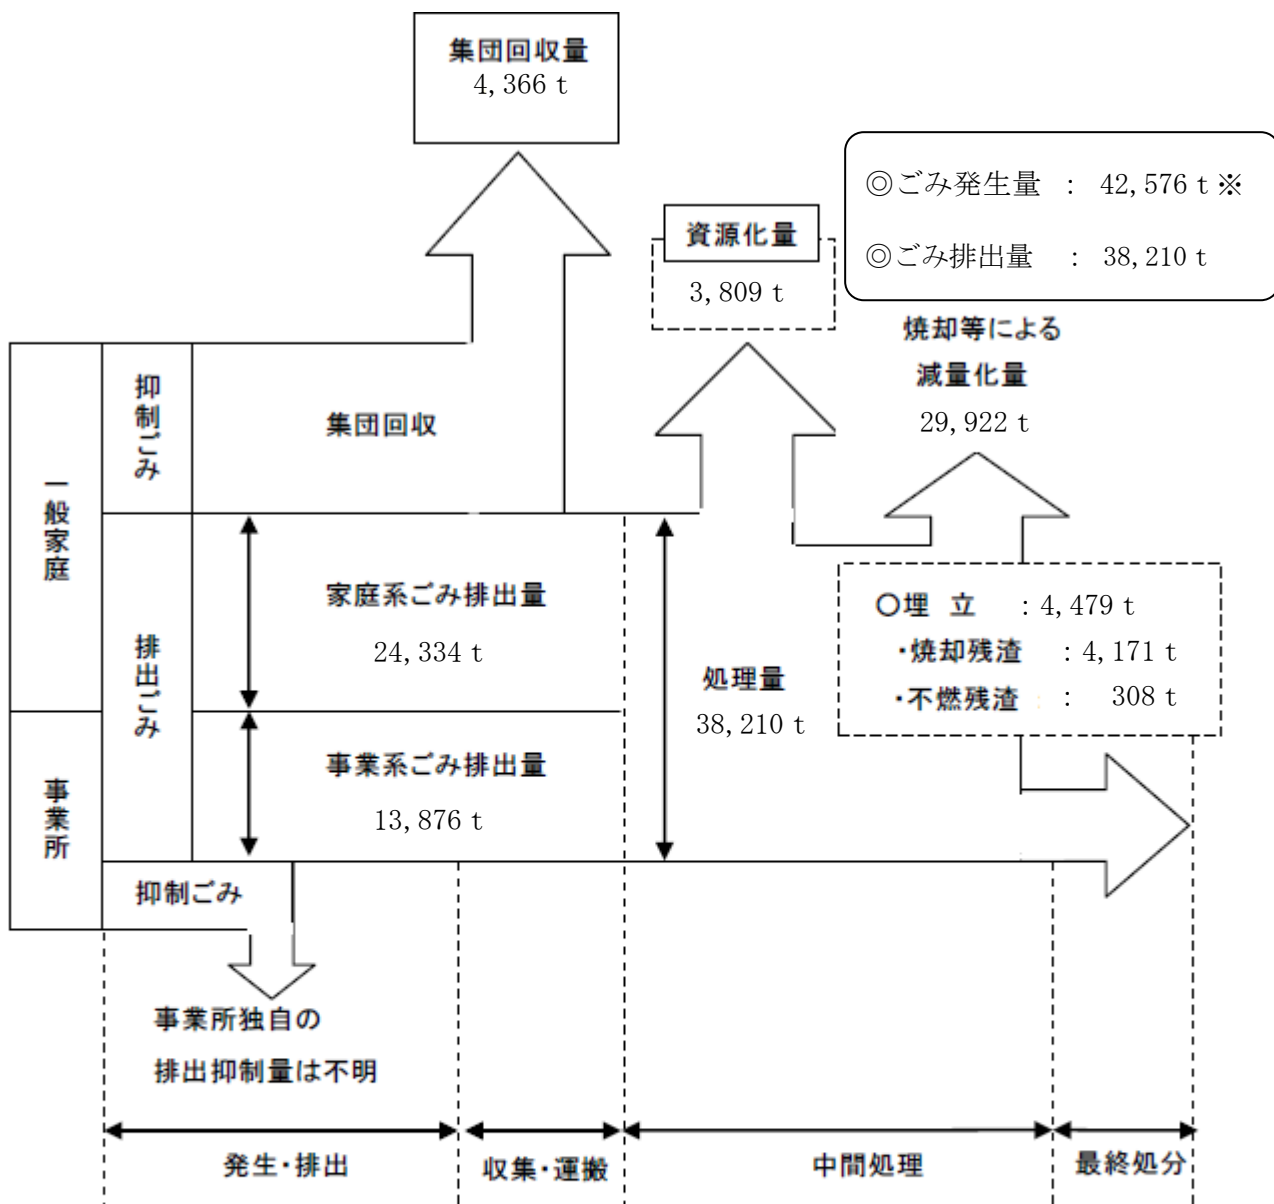 集団回収量
4,366 t
◎ごみ発生量 : 42,576 t※
◎ごみ排出量 : 38,210 t
資源化量
3,809 t
焼却等による
減量化量
29,922 t
一般家庭
抑制ごみ
集団回収
排出ごみ
家庭系ごみ排出量
24,334 t
処理量
38,210 t
○埋 立 : 4,479 t
・焼却残渣 : 4,171 t
・不燃残渣 : 308 t
事業所
事業系ごみ排出量
13,876 t
抑制ごみ
事業所独自の
排出抑制量は不明
発生・排出
収集・運搬
中間処理
最終処分